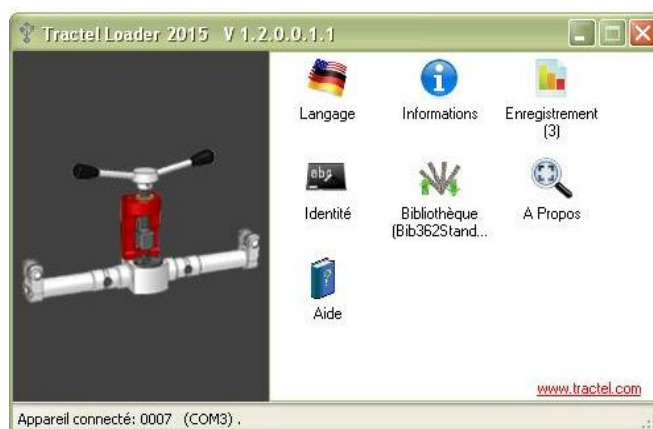 Tractel Loader 2015 V 1.2.0.0.1.1
Langage
Informations
Enregistrement
(3)
abg
Identité
Bibliothèque
(Bib362Stand...
A Propos
Aide
www.tractel.com
Appareil connecté: 0007 (COM3) .